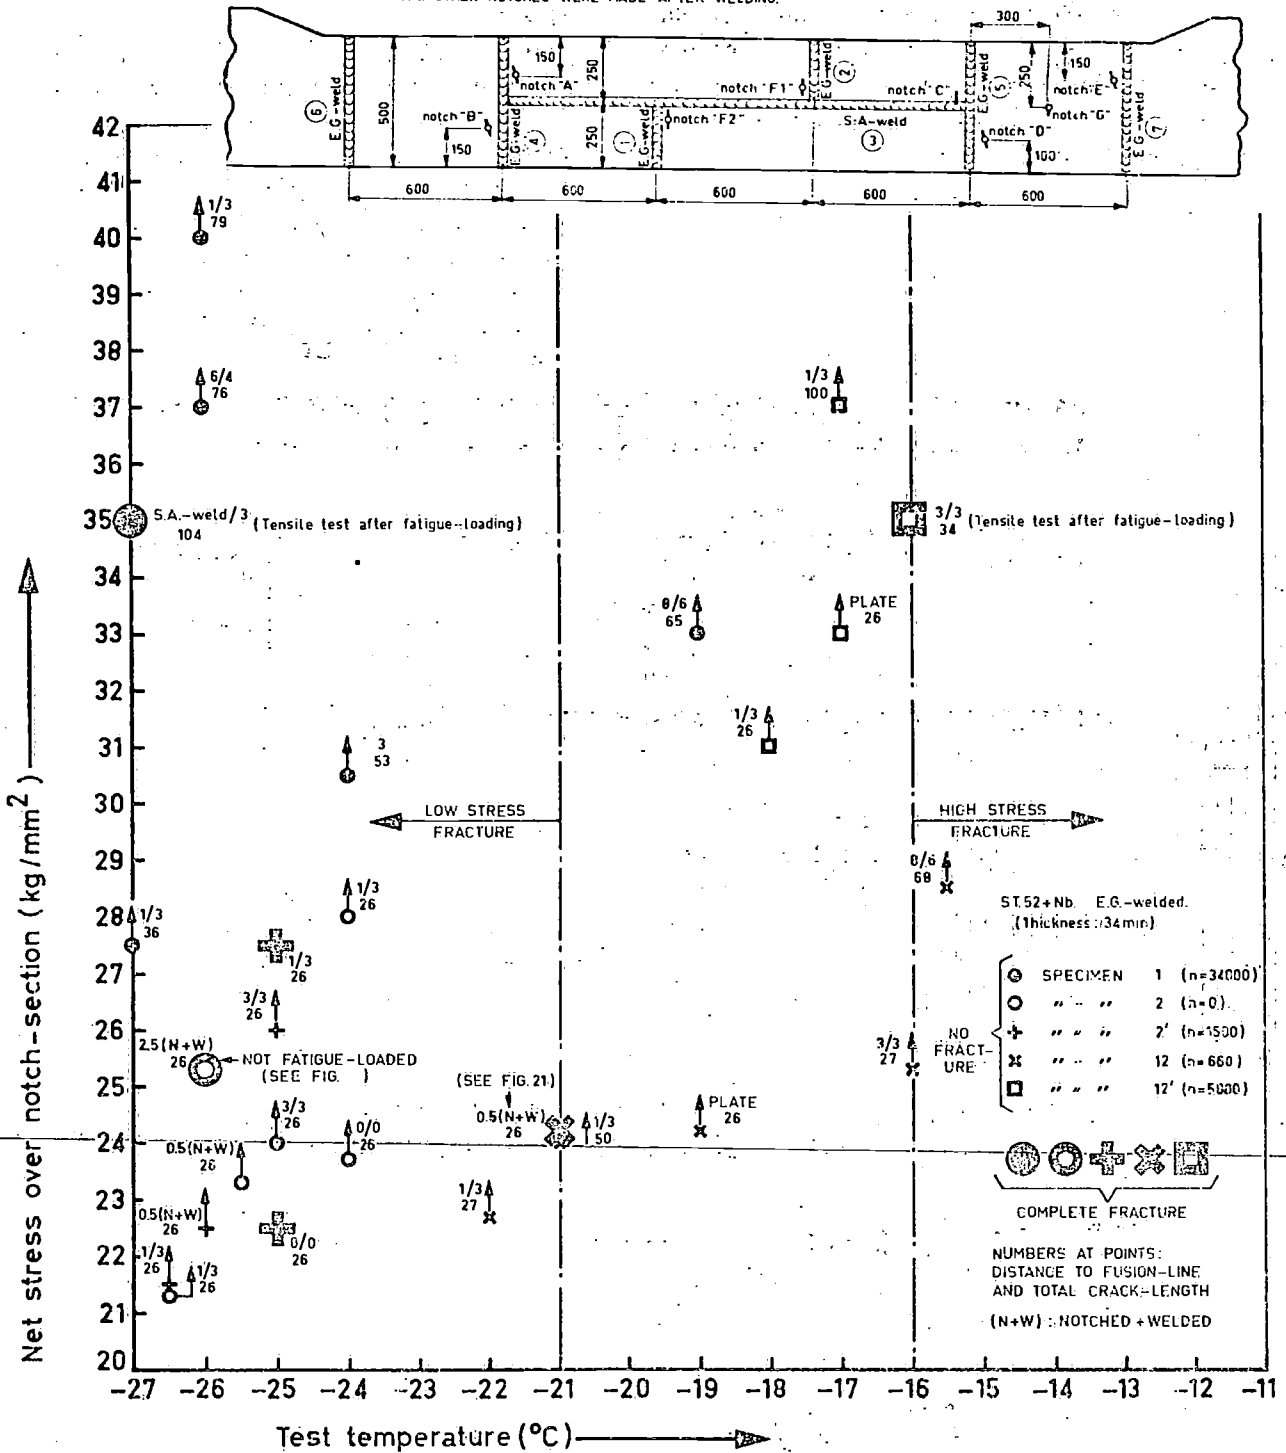 OTHER NOTCHES WERE MADE AFTER WELDING.
300
150
250
notch "A"
500
notch "B"
150
250
E.G-weld
6
E.G-weld
4
E.G-weld
1
notch "F1"
notch "F2"
E.G-weld
2
notch "C"
S.A-weld
3
E.G-weld
5
250
150
notch "E"
notch "G"
notch "D"
100
E.G-weld
7
600
600
600
600
600
42
41
40
39
38
37
36
35
34
33
32
31
30
29
28
27
26
25
24
23
22
21
20
1/3
79
6/4
76
1/3
100
S.A.-weld/3
104
(Tensile test after fatigue-loading)
3/3
34
(Tensile test after fatigue-loading)
8/6
65
PLATE
26
1/3
26
3
53
LOW STRESS
FRACTURE
HIGH STRESS
FRACTURE
8/6
68
1/3
26
1/3
36
1/3
26
3/3
26
2.5(N+W)
26
NOT FATIGUE-LOADED
(SEE FIG. )
(SEE FIG.21)
3/3
26
0/0
26
0.5(N+W)
26
1/3
50
PLATE
26
3/3
27
0.5(N+W)
26
0.5(N+W)
26
1/3
27
0/0
26
1/3
26
1/3
26
ST.52+Nb. E.G.-welded.
(Thickness:34mm)
SPECIMEN 1 (n=34000)
" " " 2 (n=0)
" " " 2' (n=1500)
" " " 12 (n=660)
" " " 12' (n=5000)
NO
FRACT-
URE
COMPLETE FRACTURE
NUMBERS AT POINTS:
DISTANCE TO FUSION-LINE
AND TOTAL CRACK-LENGTH
(N+W): NOTCHED + WELDED
-27 -26 -25 -24 -22 -21 -20 -19 -18 -17 -16 -15 -14 -13 -12 -11
Test temperature (°C)
Net stress over notch-section (kg/mm²)